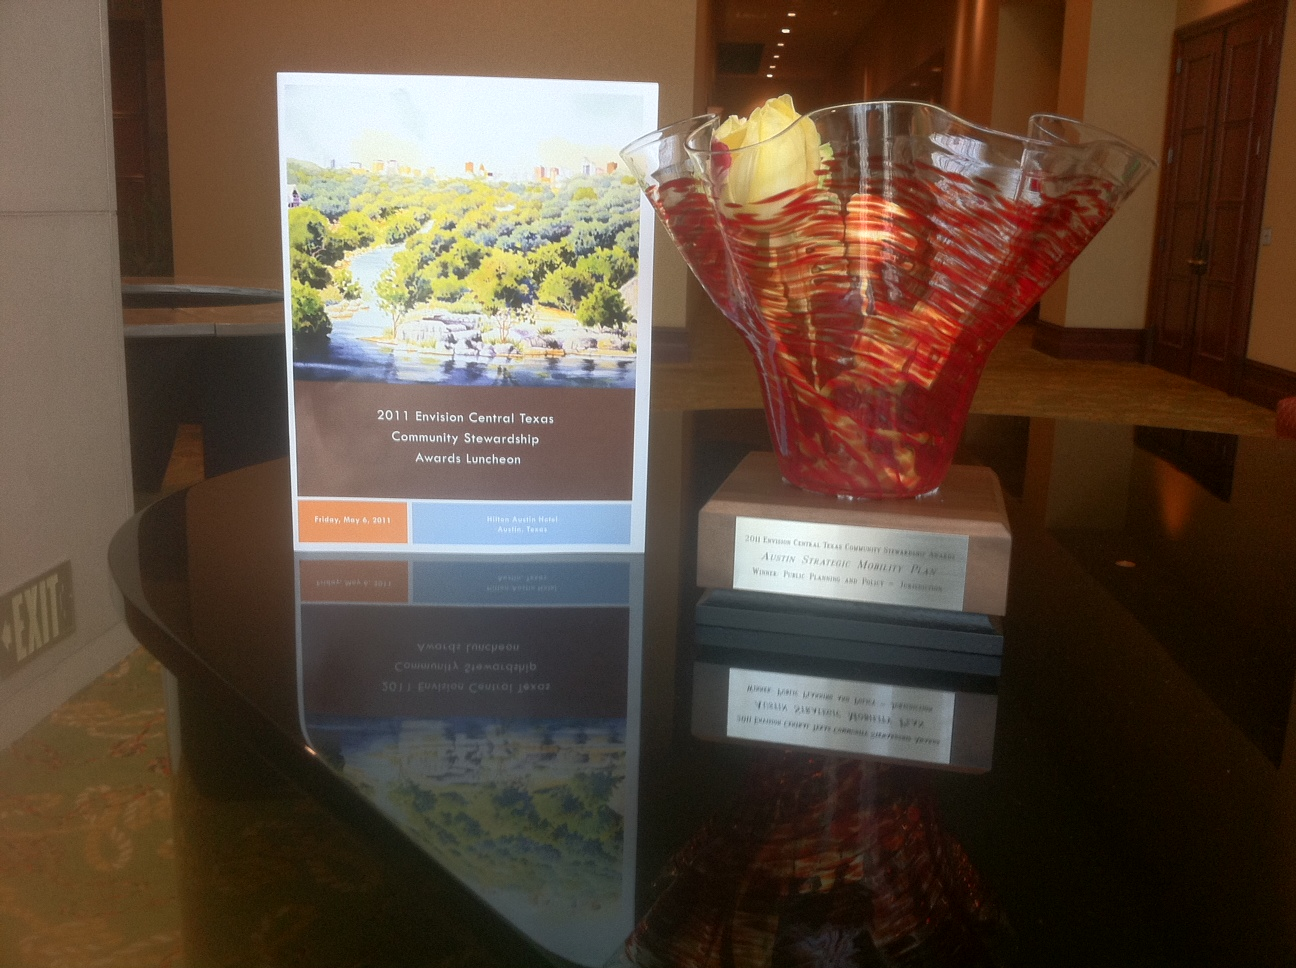 2011 Envision Central Texas
Community Stewardship
Awards Luncheon
Friday, May 6, 2011
Hilton Austin Hotel
Austin, Texas
2011 Envision Central Texas Community Stewardship Awards
Austin Strategic Mobility Plan
Winner: Public Planning and Policy – Jurisdiction
EXIT